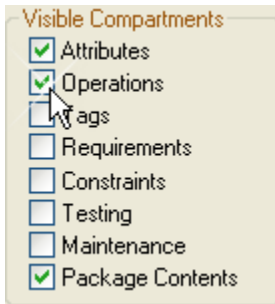 Visible Compartments
Attributes
Operations
Tags
Requirements
Constraints
Testing
Maintenance
Package Contents